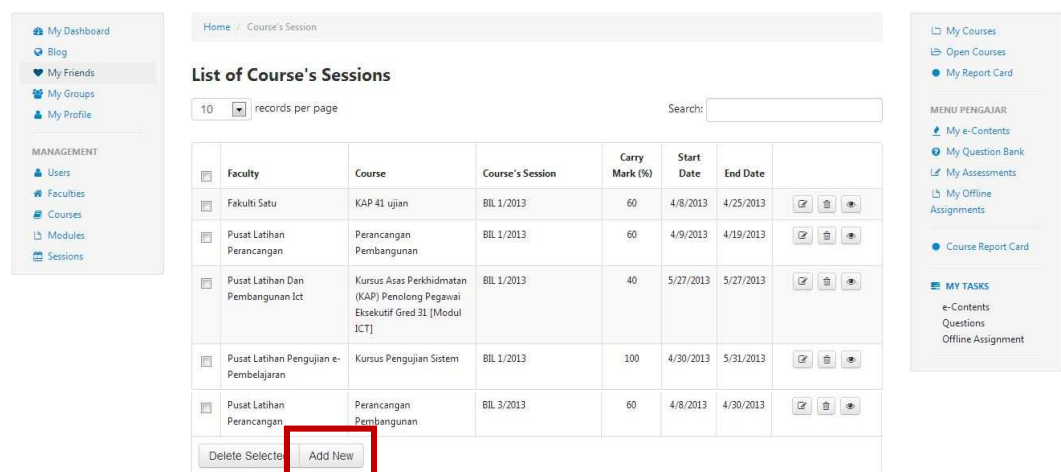 My Dashboard
Blog
My Friends
My Groups
My Profile
MANAGEMENT
Users
Faculties
Courses
Modules
Sessions
Home / Course's Session
List of Course's Sessions
10 records per page
Search:
Faculty Course Course's Session Carry Mark (%) Start Date End Date
Fakulti Satu KAP 41 ujian BIL 1/2013 60 4/8/2013 4/25/2013
Pusat Latihan Perancangan Perancangan Pembangunan BIL 1/2013 60 4/9/2013 4/19/2013
Pusat Latihan Dan Pembangunan Ict Kursus Asas Perkhidmatan (KAP) Penolong Pegawai Eksekutif Gred 31 [Modul ICT] BIL 1/2013 40 5/27/2013 5/27/2013
Pusat Latihan Pengujian e-Pembelajaran Kursus Pengujian Sistem BIL 1/2013 100 4/30/2013 5/31/2013
Pusat Latihan Perancangan Perancangan Pembangunan BIL 3/2013 60 4/8/2013 4/30/2013
Delete Selected Add New
My Courses
Open Courses
My Report Card
MENU PENGAJAR
My e-Contents
My Question Bank
My Assessments
My Offline
Assignments
Course Report Card
MY TASKS
e-Contents
Questions
Offline Assignment